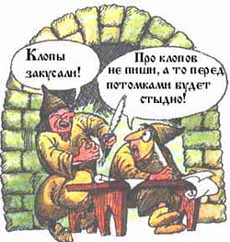 Клопы
закусали!
Про клопов
не пиши, а то перед
потомками будет
стыдно!